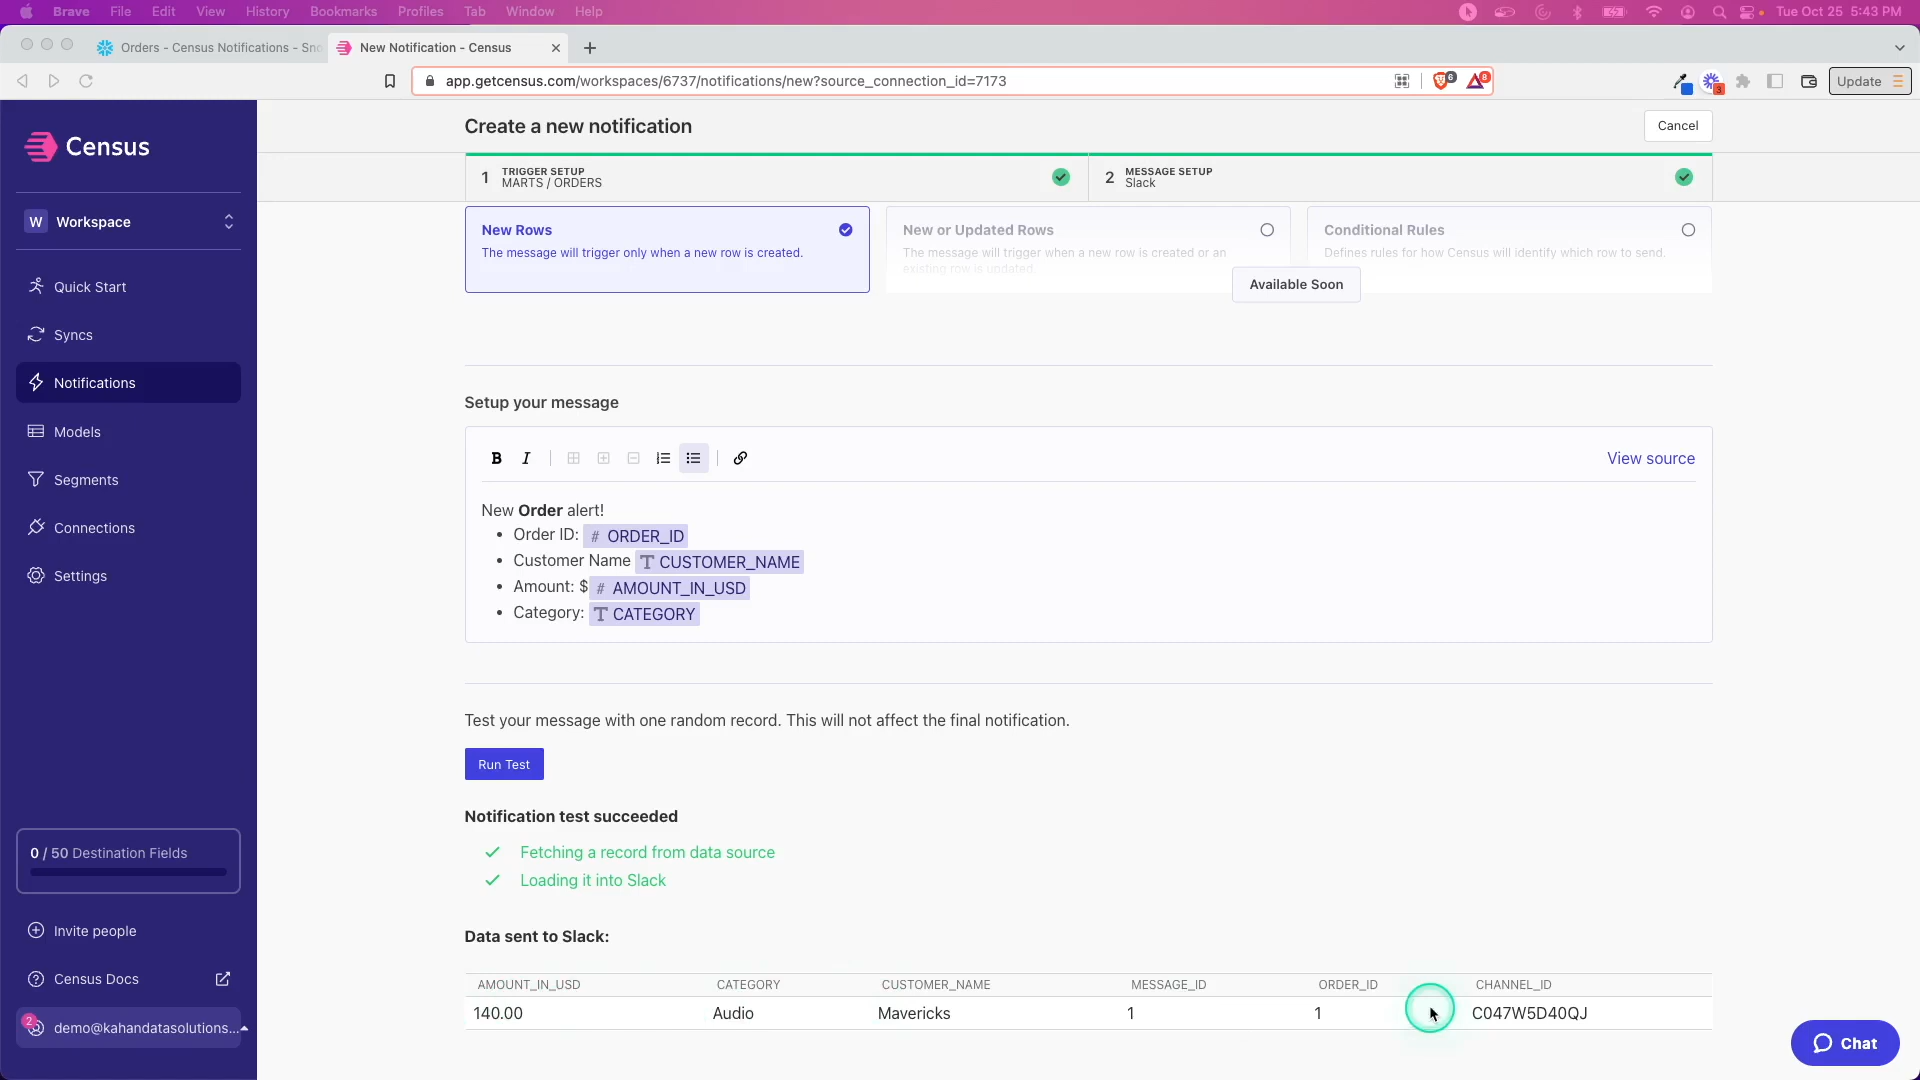 Brave File Edit View History Bookmarks Profiles Tab Window Help Tue Oct 25 5:43 PM
Orders - Census Notifications - Sno
New Notification - Census
app.getcensus.com/workspaces/6737/notifications/new?source_connection_id=7173
6
8
3
Update
Census
W Workspace
Quick Start
Syncs
Notifications
Models
Segments
Connections
Settings
0 / 50 Destination Fields
Invite people
Census Docs
2
demo@kahandatasolutions...
Create a new notification
Cancel
1 TRIGGER SETUP
MARTS / ORDERS
2 MESSAGE SETUP
Slack
New Rows
The message will trigger only when a new row is created.
New or Updated Rows
The message will trigger when a new row is created or an
existing row is updated
Conditional Rules
Defines rules for how Census will identify which row to send.
Available Soon
Setup your message
B I
View source
New Order alert!
• Order ID: # ORDER_ID
• Customer Name T CUSTOMER_NAME
• Amount: $ # AMOUNT_IN_USD
• Category: T CATEGORY
Test your message with one random record. This will not affect the final notification.
Run Test
Notification test succeeded
Fetching a record from data source
Loading it into Slack
Data sent to Slack:
AMOUNT_IN_USD CATEGORY CUSTOMER_NAME MESSAGE_ID ORDER_ID CHANNEL_ID
140.00 Audio Mavericks 1 1 C047W5D40QJ
Chat